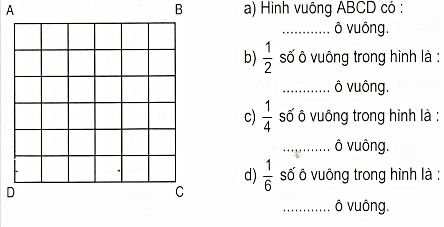 A B
D C
a) Hình vuông ABCD có :
............ ô vuông.
b) 1/2 số ô vuông trong hình là :
............ ô vuông.
c) 1/4 số ô vuông trong hình là :
............ ô vuông.
d) 1/6 số ô vuông trong hình là :
............ ô vuông.